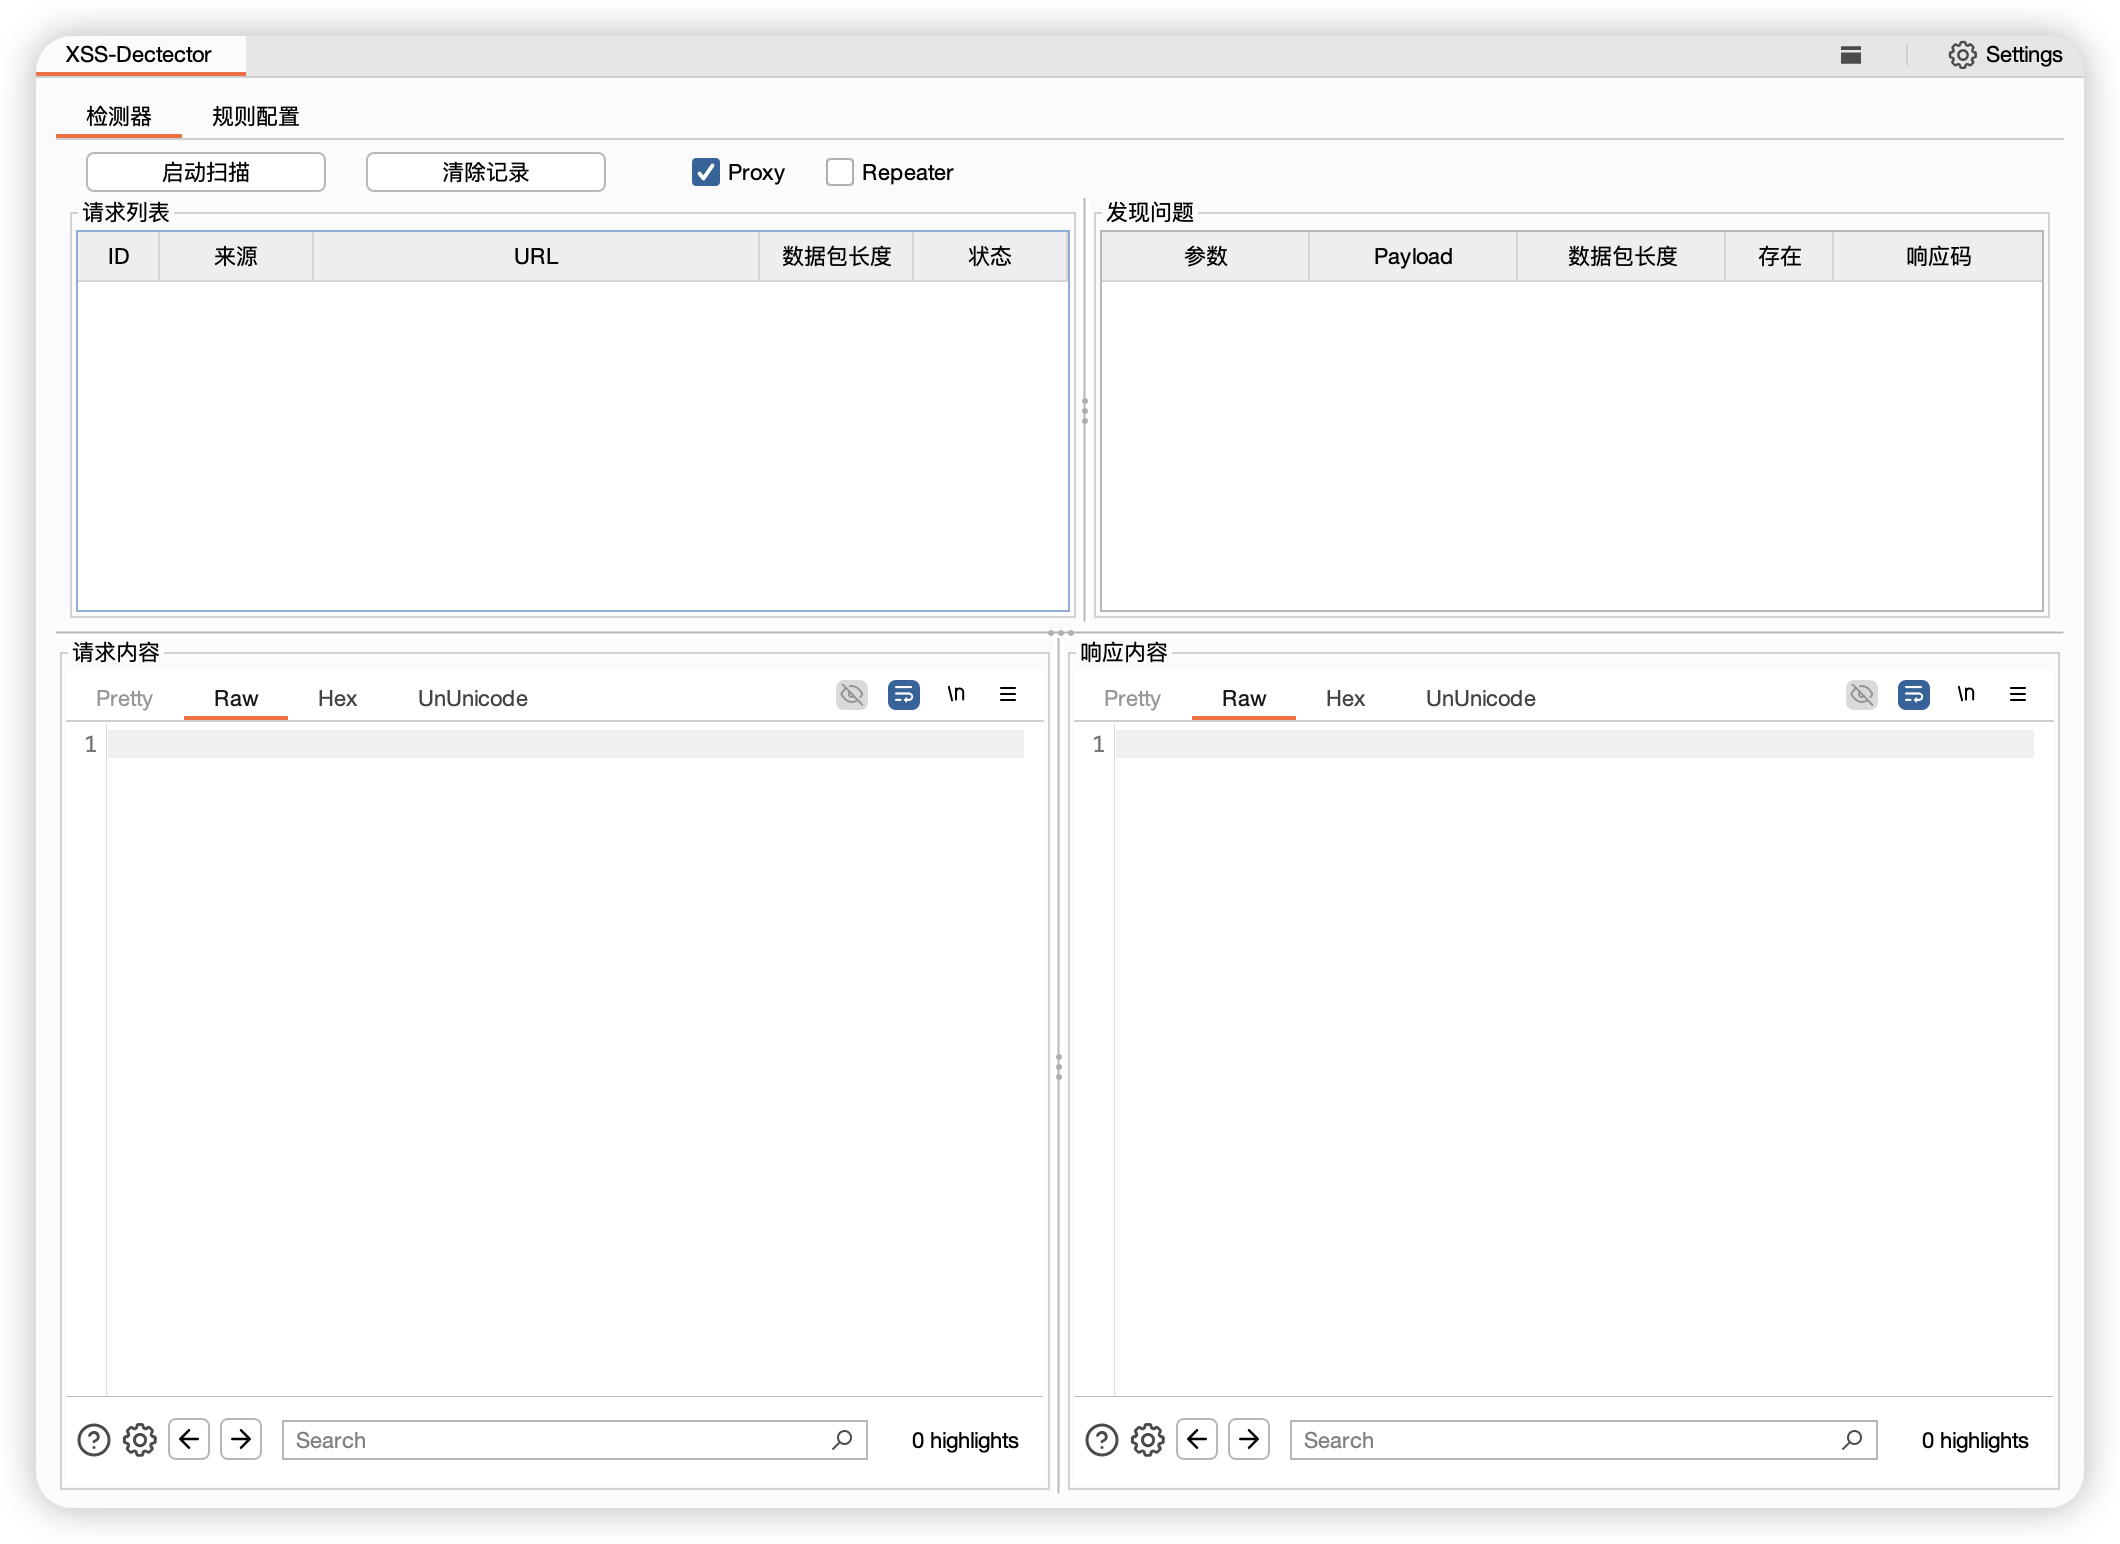 XSS-Dectector Settings
检测器 规则配置
启动扫描 清除记录 Proxy Repeater
请求列表 发现问题
ID 来源 URL 数据包长度 状态 参数 Payload 数据包长度 存在 响应码
请求内容 响应内容
Pretty Raw Hex UnUnicode \n Pretty Raw Hex UnUnicode \n
1 1
Search 0 highlights Search 0 highlights